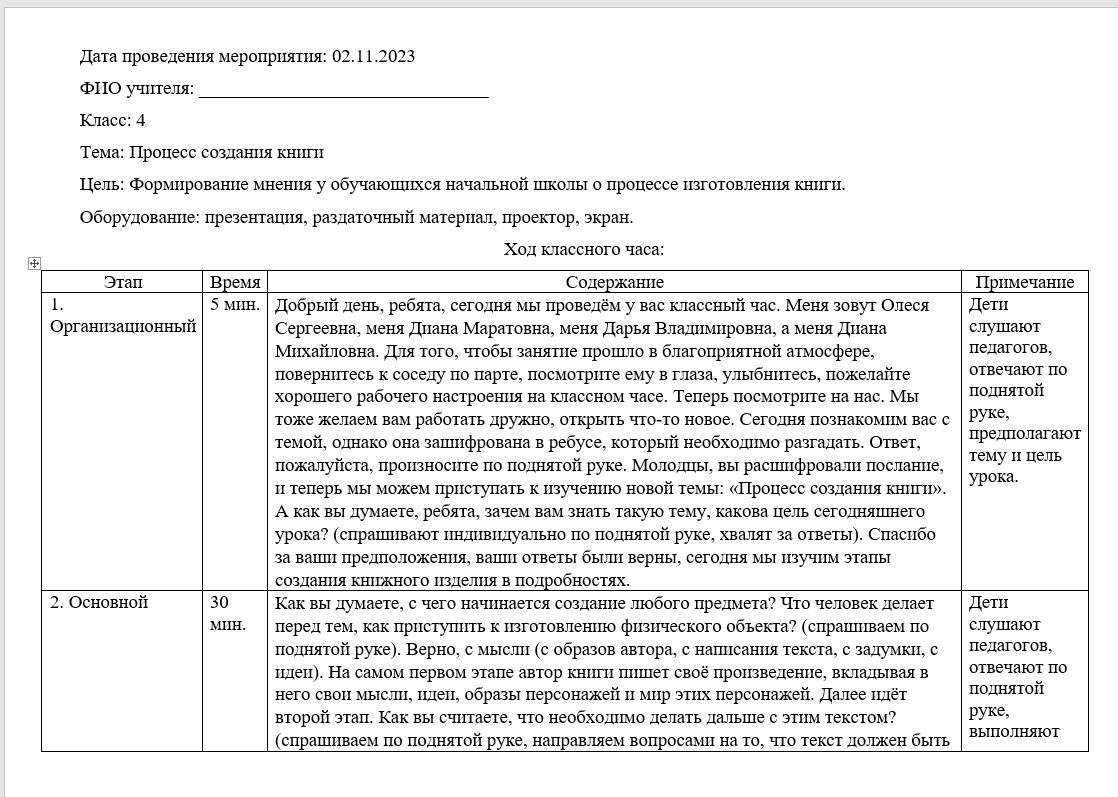 Дата проведения мероприятия: 02.11.2023
ФИО учителя: _______________________________
Класс: 4
Тема: Процесс создания книги
Цель: Формирование мнения у обучающихся начальной школы о процессе изготовления книги.
Оборудование: презентация, раздаточный материал, проектор, экран.
Ход классного часа:
Этап
Время
Содержание
Примечание
1.
Организационный
5 мин.
Добрый день, ребята, сегодня мы проведём у вас классный час. Меня зовут Олеся
Сергеевна, меня Диана Маратовна, меня Дарья Владимировна, а меня Диана
Михайловна. Для того, чтобы занятие прошло в благоприятной атмосфере,
повернитесь к соседу по парте, посмотрите ему в глаза, улыбнитесь, пожелайте
хорошего рабочего настроения на классном часе. Теперь посмотрите на нас. Мы
тоже желаем вам работать дружно, открыть что-то новое. Сегодня познакомим вас с
темой, однако она зашифрована в ребусе, который необходимо разгадать. Ответ,
пожалуйста, произносите по поднятой руке. Молодцы, вы расшифровали послание,
и теперь мы можем приступать к изучению новой темы: «Процесс создания книги».
А как вы думаете, ребята, зачем вам знать такую тему, какова цель сегодняшнего
урока? (спрашивают индивидуально по поднятой руке, хвалят за ответы). Спасибо
за ваши предположения, ваши ответы были верны, сегодня мы изучим этапы
создания книжного изделия в подробностях.
Дети
слушают
педагогов,
отвечают по
поднятой
руке,
предполагают
тему и цель
урока.
2. Основной
30
мин.
Как вы думаете, с чего начинается создание любого предмета? Что человек делает
перед тем, как приступить к изготовлению физического объекта? (спрашиваем по
поднятой руке). Верно, с мысли (с образов автора, с написания текста, с задумки, с
идеи). На самом первом этапе автор книги пишет своё произведение, вкладывая в
него свои мысли, идеи, образы персонажей и мир этих персонажей. Далее идёт
второй этап. Как вы считаете, что необходимо делать дальше с этим текстом?
(спрашиваем по поднятой руке, направляем вопросами на то, что текст должен быть
Дети
слушают
педагогов,
отвечают по
поднятой
руке,
выполняют